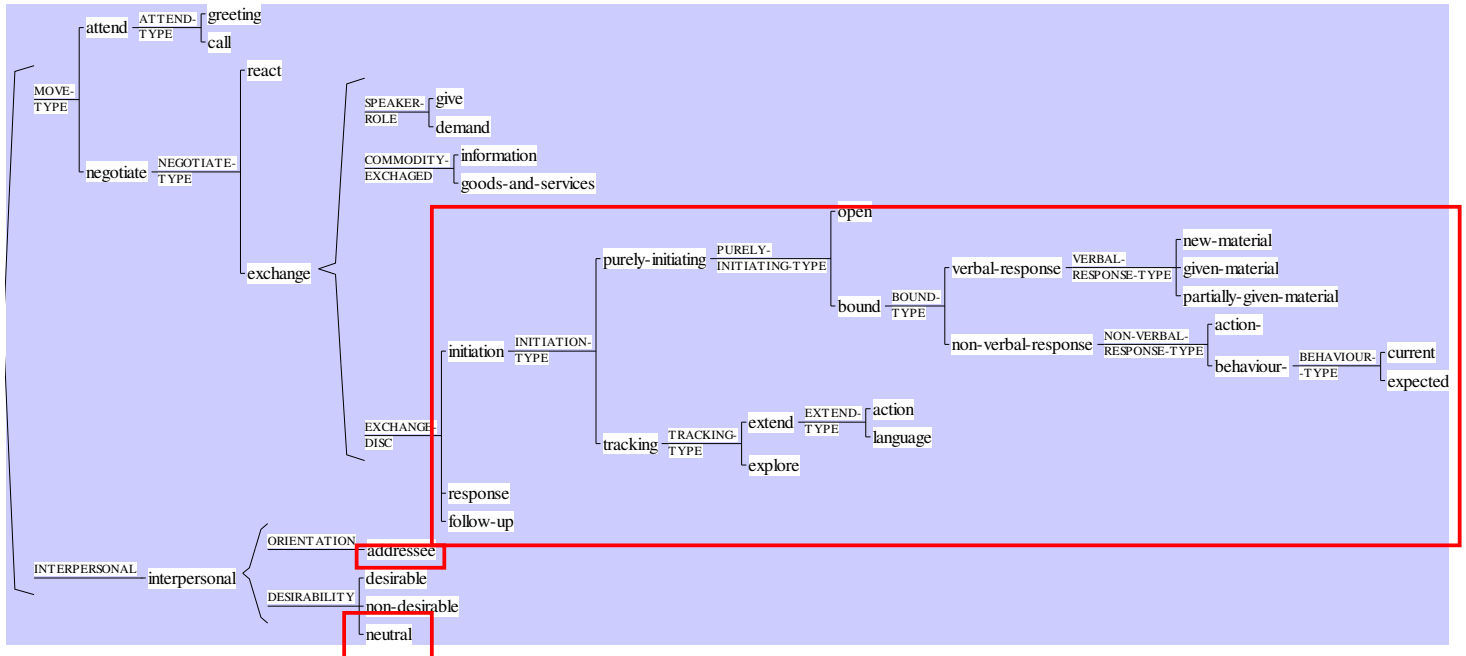 greeting
attend
ATTEND-
TYPE
call
react
MOVE-
TYPE
give
SPEAKER-
ROLE
demand
information
COMMODITY-
EXCHAGED
goods-and-services
negotiate
NEGOTIATE-
TYPE
open
new-material
purely-initiating
PURELY-
INITIATING-TYPE
verbal-response
VERBAL-
RESPONSE-TYPE
given-material
exchange
partially-given-material
bound
BOUND-
TYPE
action-
initiation
INITIATION-
TYPE
non-verbal-response
NON-VERBAL-
RESPONSE-TYPE
current
behaviour-
BEHAVIOUR-
-TYPE
expected
action
extend
EXTEND-
TYPE
EXCHANGE-
DISC
language
tracking
TRACKING-
TYPE
explore
response
follow-up
ORIENTATION
addressee
INTERPERSONAL
interpersonal
desirable
DESIRABILITY
non-desirable
neutral